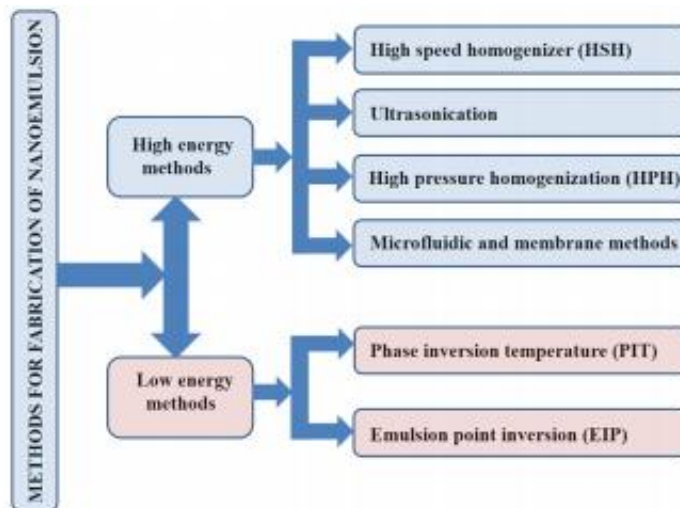 METHODS FOR FABRICATION OF NANOEMULSION
High energy
methods
High speed homogenizer (HSH)
Ultrasonication
High pressure homogenization (HPH)
Microfluidic and membrane methods
Low energy
methods
Phase inversion temperature (PIT)
Emulsion point inversion (EIP)